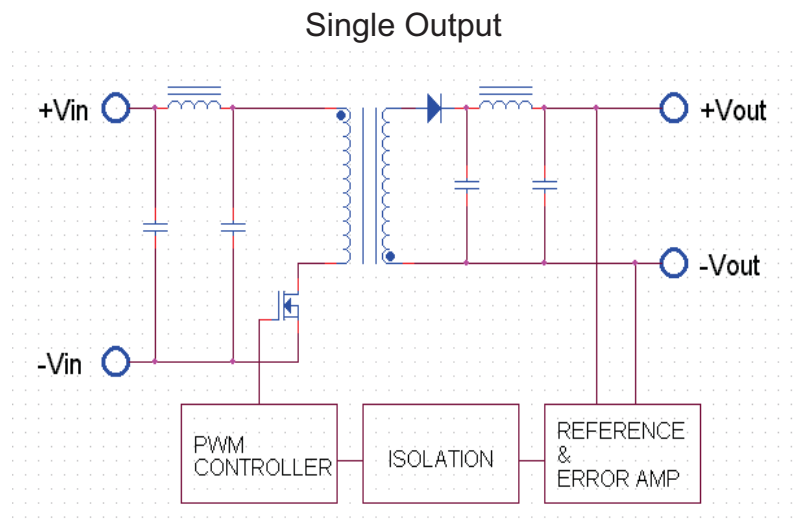 Single Output
+Vin
+Vout
-Vout
-Vin
PWM
CONTROLLER
ISOLATION
REFERENCE
&
ERROR AMP